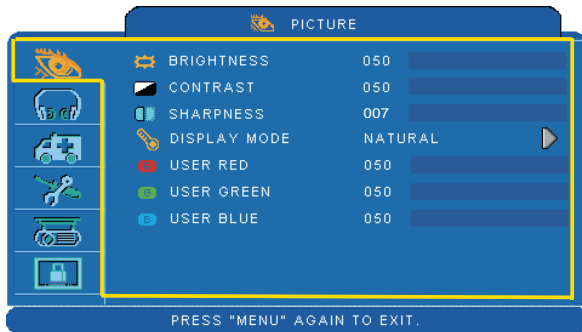 PICTURE
BRIGHTNESS 050
CONTRAST 050
SHARPNESS 007
DISPLAY MODE NATURAL
USER RED 050
G USER GREEN 050
B USER BLUE 050
PRESS "MENU" AGAIN TO EXIT.